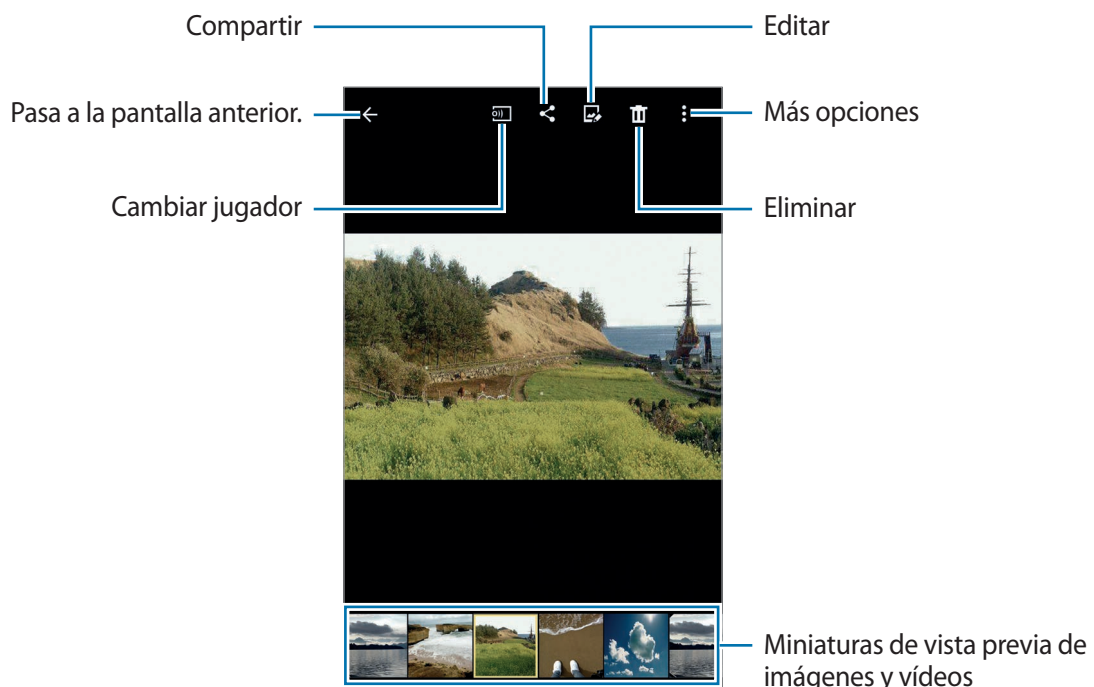 Compartir
Editar
Pasa a la pantalla anterior.
Más opciones
Cambiar jugador
Eliminar
Miniaturas de vista previa de
imágenes y vídeos